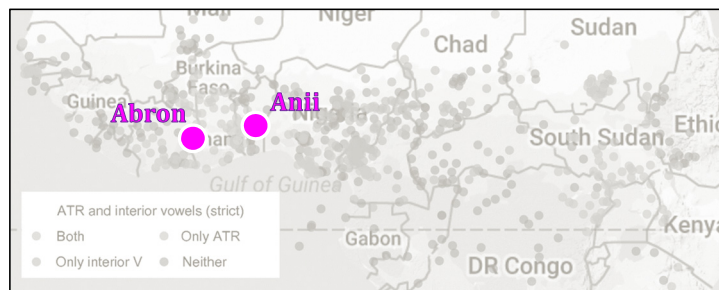 Mali
Niger
Sudan
Chad
Burkina
Faso
Guinea
Anii
Abron
Nigeria
South Sudan
Gulf of Guinea
ATR and interior vowels (strict)
Both
Only ATR
Only interior V
Neither
Gabon
Kenya
DR Congo